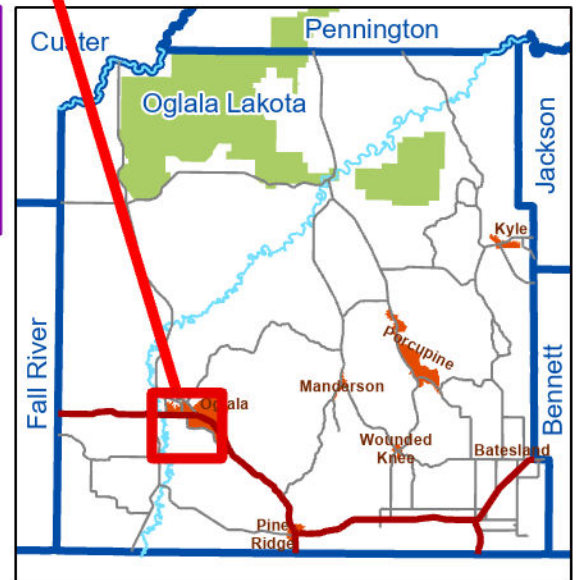 Custer
Pennington
Oglala Lakota
Jackson
Kyle
Fall River
Porcupine
Manderson
Oglala
Wounded
Knee
Batesland
Bennett
Pine
Ridge